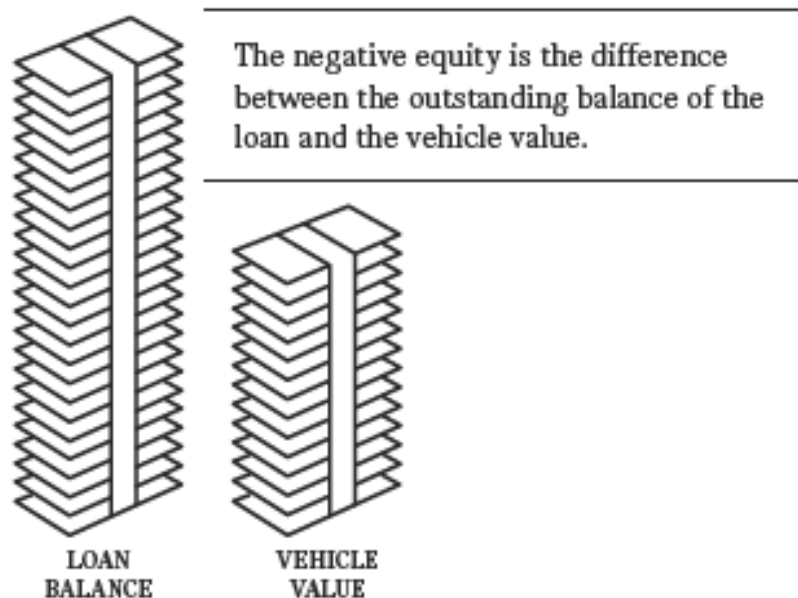 The negative equity is the difference
between the outstanding balance of the
loan and the vehicle value.
LOAN
BALANCE
VEHICLE
VALUE